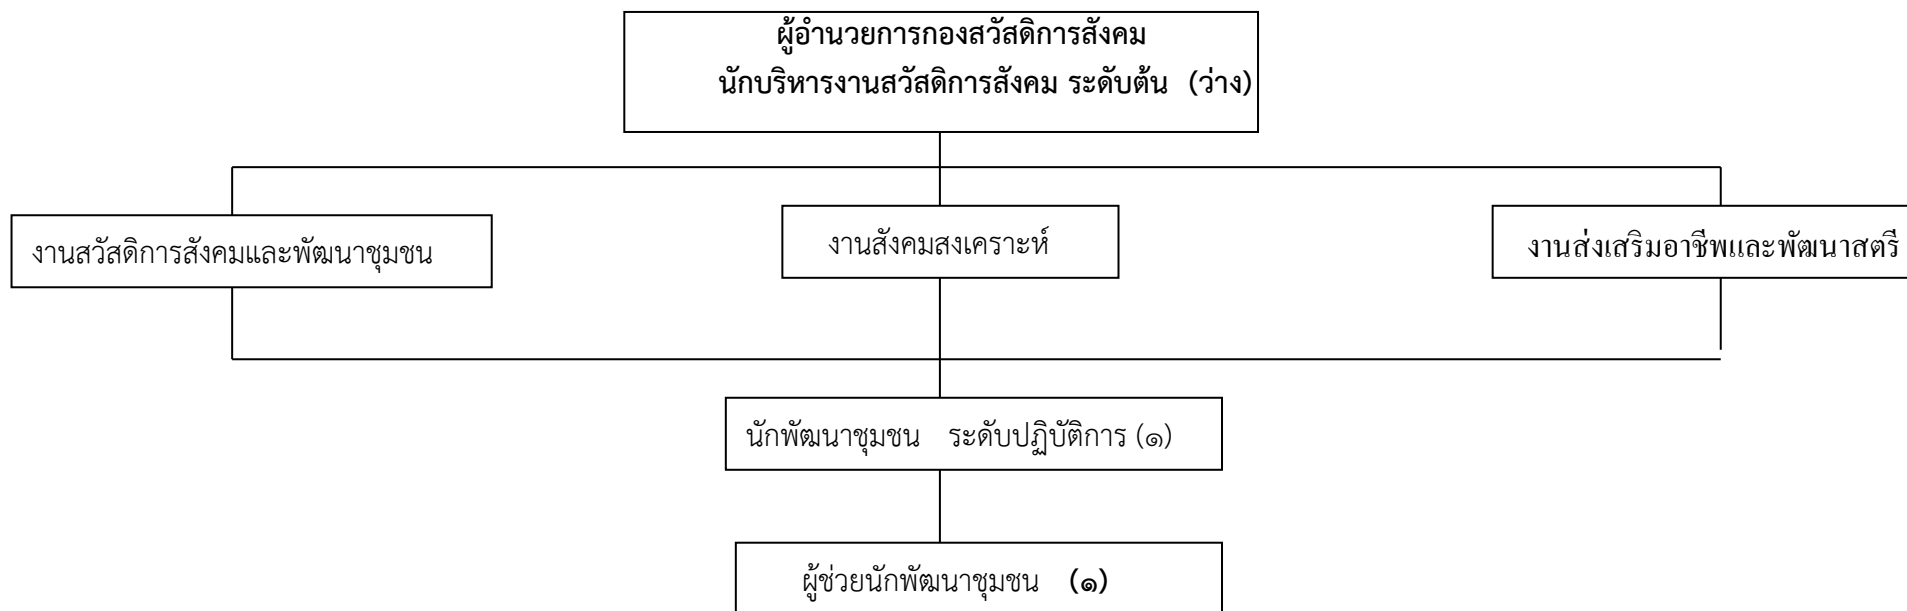 ผู้อำนวยการกองสวัสดิการสังคม
นักบริหารงานสวัสดิการสังคม ระดับต้น (ว่าง)
งานสวัสดิการสังคมและพัฒนาชุมชน
งานสังคมสงเคราะห์
งานส่งเสริมอาชีพและพัฒนาสตรี
นักพัฒนาชุมชน ระดับปฏิบัติการ (๑)
ผู้ช่วยนักพัฒนาชุมชน (๑)